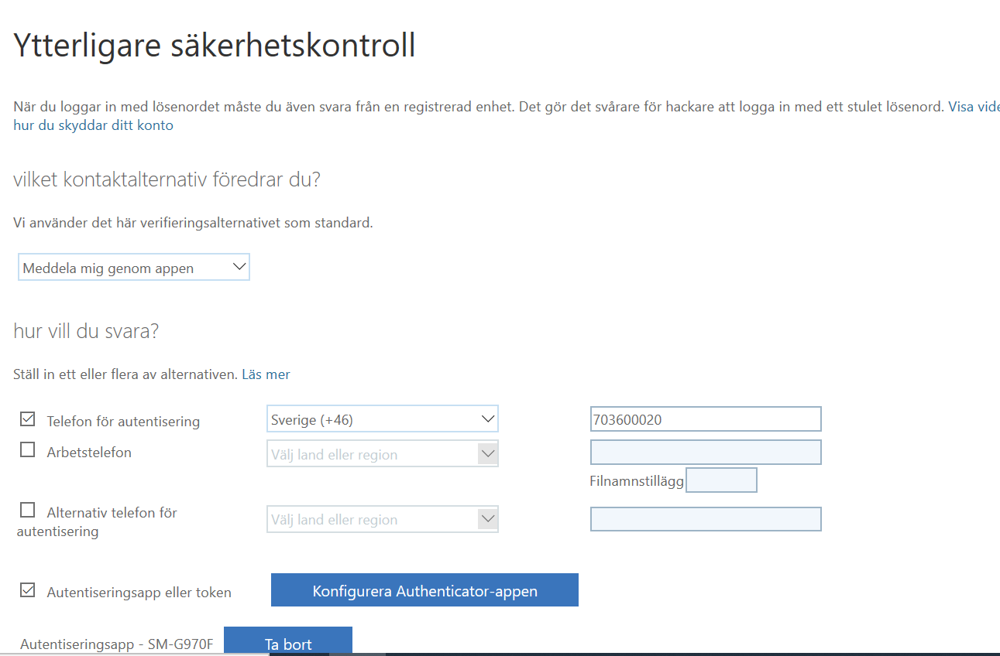 Ytterligare säkerhetskontroll
När du loggar in med lösenordet måste du även svara från en registrerad enhet. Det gör det svårare för hackare att logga in med ett stulet lösenord. Visa vide
hur du skyddar ditt konto
vilket kontaktalternativ föredrar du?
Vi använder det här verifieringsalternativet som standard.
Meddela mig genom appen
hur vill du svara?
Ställ in ett eller flera av alternativen. Läs mer
Telefon för autentisering Sverige (+46) 703600020
Arbetstelefon Välj land eller region
Filnamnstillägg
Alternativ telefon för Välj land eller region
autentisering
Autentiseringsapp eller token Konfigurera Authenticator-appen
Autentiseringsapp - SM-G970F Ta bort